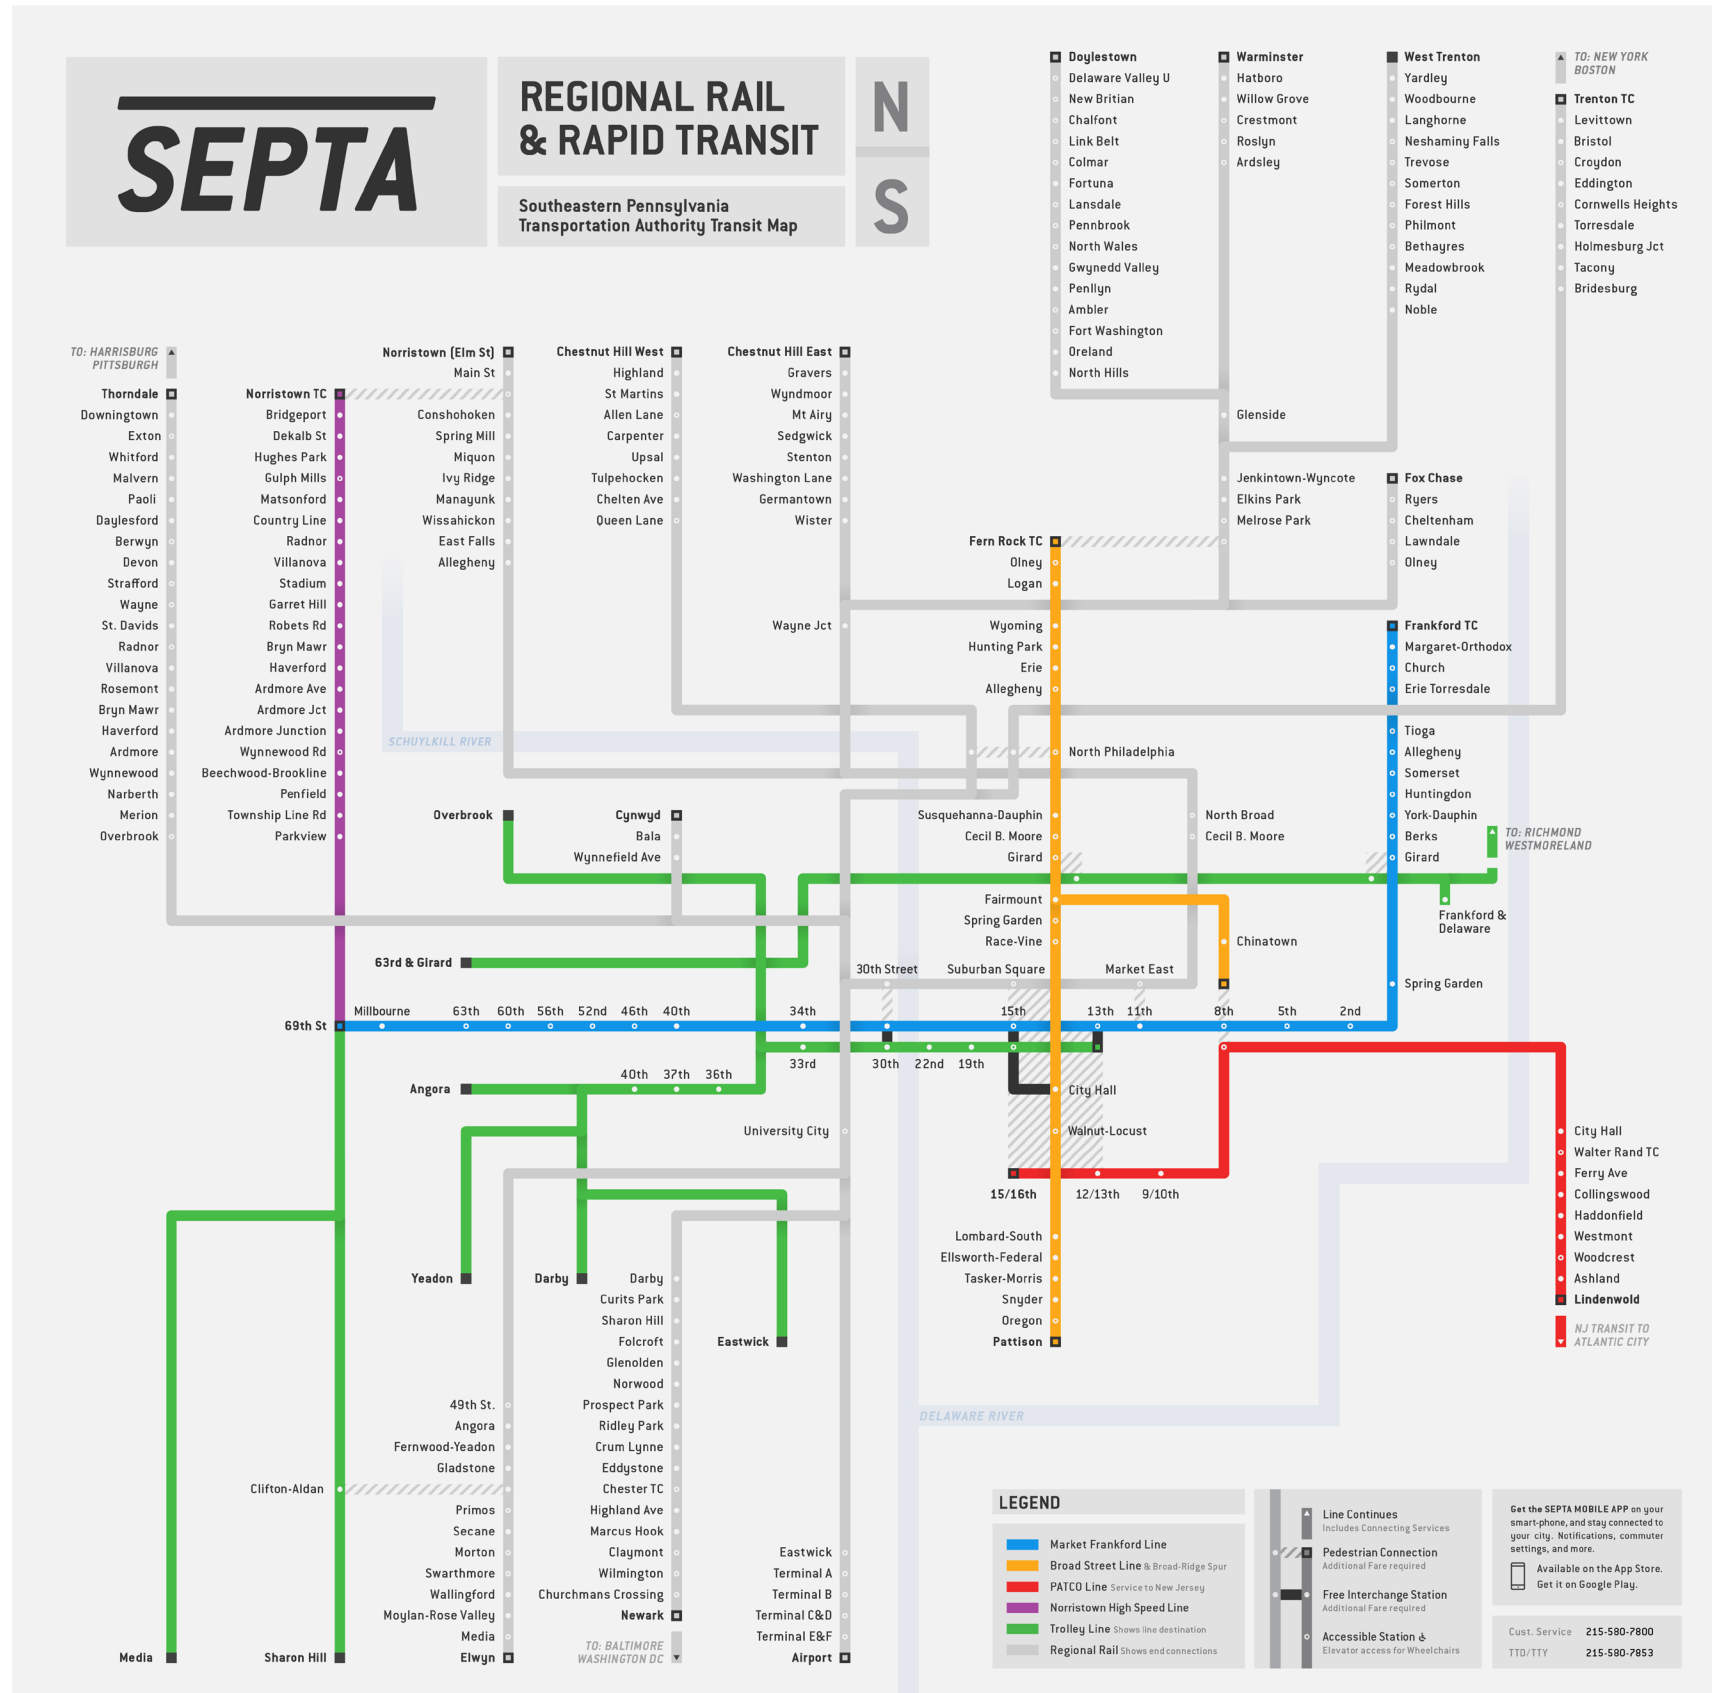 SEPTA
REGIONAL RAIL
& RAPID TRANSIT
Southeastern Pennsylvania
Transportation Authority Transit Map
N
S
Doylestown
Delaware Valley U
New Britian
Chalfont
Link Belt
Colmar
Fortuna
Lansdale
Pennbrook
North Wales
Gwynedd Valley
Penllyn
Ambler
Fort Washington
Oreland
North Hills
Warminster
Hatboro
Willow Grove
Crestmont
Roslyn
Ardsley
Glenside
Jenkintown-Wyncote
Elkins Park
Melrose Park
West Trenton
Yardley
Woodbourne
Langhorne
Neshaminy Falls
Trevose
Somerton
Forest Hills
Philmont
Bethayres
Meadowbrook
Rydal
Noble
TO: NEW YORK
BOSTON
Trenton TC
Levittown
Bristol
Croydon
Eddington
Cornwells Heights
Torresdale
Holmesburg Jct
Tacony
Bridesburg
TO: HARRISBURG
PITTSBURGH
Thorndale
Downingtown
Exton
Whitford
Malvern
Paoli
Daylesford
Berwyn
Devon
Strafford
Wayne
St. Davids
Radnor
Villanova
Rosemont
Bryn Mawr
Haverford
Ardmore
Wynnewood
Narberth
Merion
Overbrook
Norristown TC
Bridgeport
Dekalb St
Hughes Park
Gulph Mills
Matsonford
Country Line
Radnor
Villanova
Stadium
Garret Hill
Robets Rd
Bryn Mawr
Haverford
Ardmore Ave
Ardmore Jct
Ardmore Junction
Wynnewood Rd
Beechwood-Brookline
Penfield
Township Line Rd
Parkview
Norristown (Elm St)
Main St
Conshohoken
Spring Mill
Miquon
Ivy Ridge
Manayunk
Wissahickon
East Falls
Allegheny
Chestnut Hill West
Highland
St Martins
Allen Lane
Carpenter
Upsal
Tulpehocken
Chelten Ave
Queen Lane
Chestnut Hill East
Gravers
Wyndmoor
Mt Airy
Sedgwick
Stenton
Washington Lane
Germantown
Wister
Wayne Jct
Fern Rock TC
Olney
Logan
Wyoming
Hunting Park
Erie
Allegheny
North Philadelphia
Susquehanna-Dauphin
Cecil B. Moore
Girard
Fairmount
Spring Garden
Race-Vine
Fox Chase
Ryers
Cheltenham
Lawndale
Olney
Frankford TC
Margaret-Orthodox
Church
Erie Torresdale
Tioga
Allegheny
Somerset
Huntingdon
York-Dauphin
Berks
Girard
Spring Garden
North Broad
Cecil B. Moore
TO: RICHMOND
WESTMORELAND
Frankford &
Delaware
Chinatown
SCHUYLKILL RIVER
Overbrook
Cynwyd
Bala
Wynnefield Ave
63rd & Girard
30th Street
Suburban Square
Market East
69th St
Millbourne
63th
60th
56th
52nd
46th
40th
34th
15th
13th
11th
8th
5th
2nd
33rd
30th
22nd
19th
Angora
40th
37th
36th
City Hall
University City
Walnut-Locust
15/16th
12/13th
9/10th
Lombard-South
Ellsworth-Federal
Tasker-Morris
Snyder
Oregon
Pattison
City Hall
Walter Rand TC
Ferry Ave
Collingswood
Haddonfield
Westmont
Woodcrest
Ashland
Lindenwold
NJ TRANSIT TO
ATLANTIC CITY
Yeadon
Darby
Eastwick
Darby
Curits Park
Sharon Hill
Folcroft
Glenolden
Norwood
Prospect Park
Ridley Park
Crum Lynne
Eddystone
Chester TC
Highland Ave
Marcus Hook
Claymont
Wilmington
Churchmans Crossing
Newark
TO: BALTIMORE
WASHINGTON DC
49th St.
Angora
Fernwood-Yeadon
Gladstone
Clifton-Aldan
Primos
Secane
Morton
Swarthmore
Wallingford
Moylan-Rose Valley
Media
Elwyn
Eastwick
Terminal A
Terminal B
Terminal C&D
Terminal E&F
Airport
Media
Sharon Hill
DELAWARE RIVER
LEGEND
Market Frankford Line
Broad Street Line & Broad-Ridge Spur
PATCO Line Service to New Jersey
Norristown High Speed Line
Trolley Line Shows line destination
Regional Rail Shows end connections
Line Continues
Includes Connecting Services
Pedestrian Connection
Additional Fare required
Free Interchange Station
Additional Fare required
Accessible Station
Elevator access for Wheelchairs
Get the SEPTA MOBILE APP on your
smart-phone, and stay connected to
your city. Notifications, commuter
settings, and more.
Available on the App Store.
Get it on Google Play.
Cust. Service 215-580-7800
TTD/TTY 215-580-7853